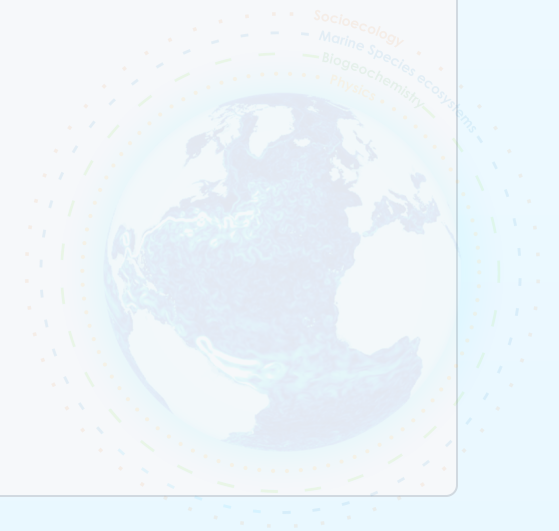 Socioecology
Marine Species ecosystems
Biogeochemistry
Physics